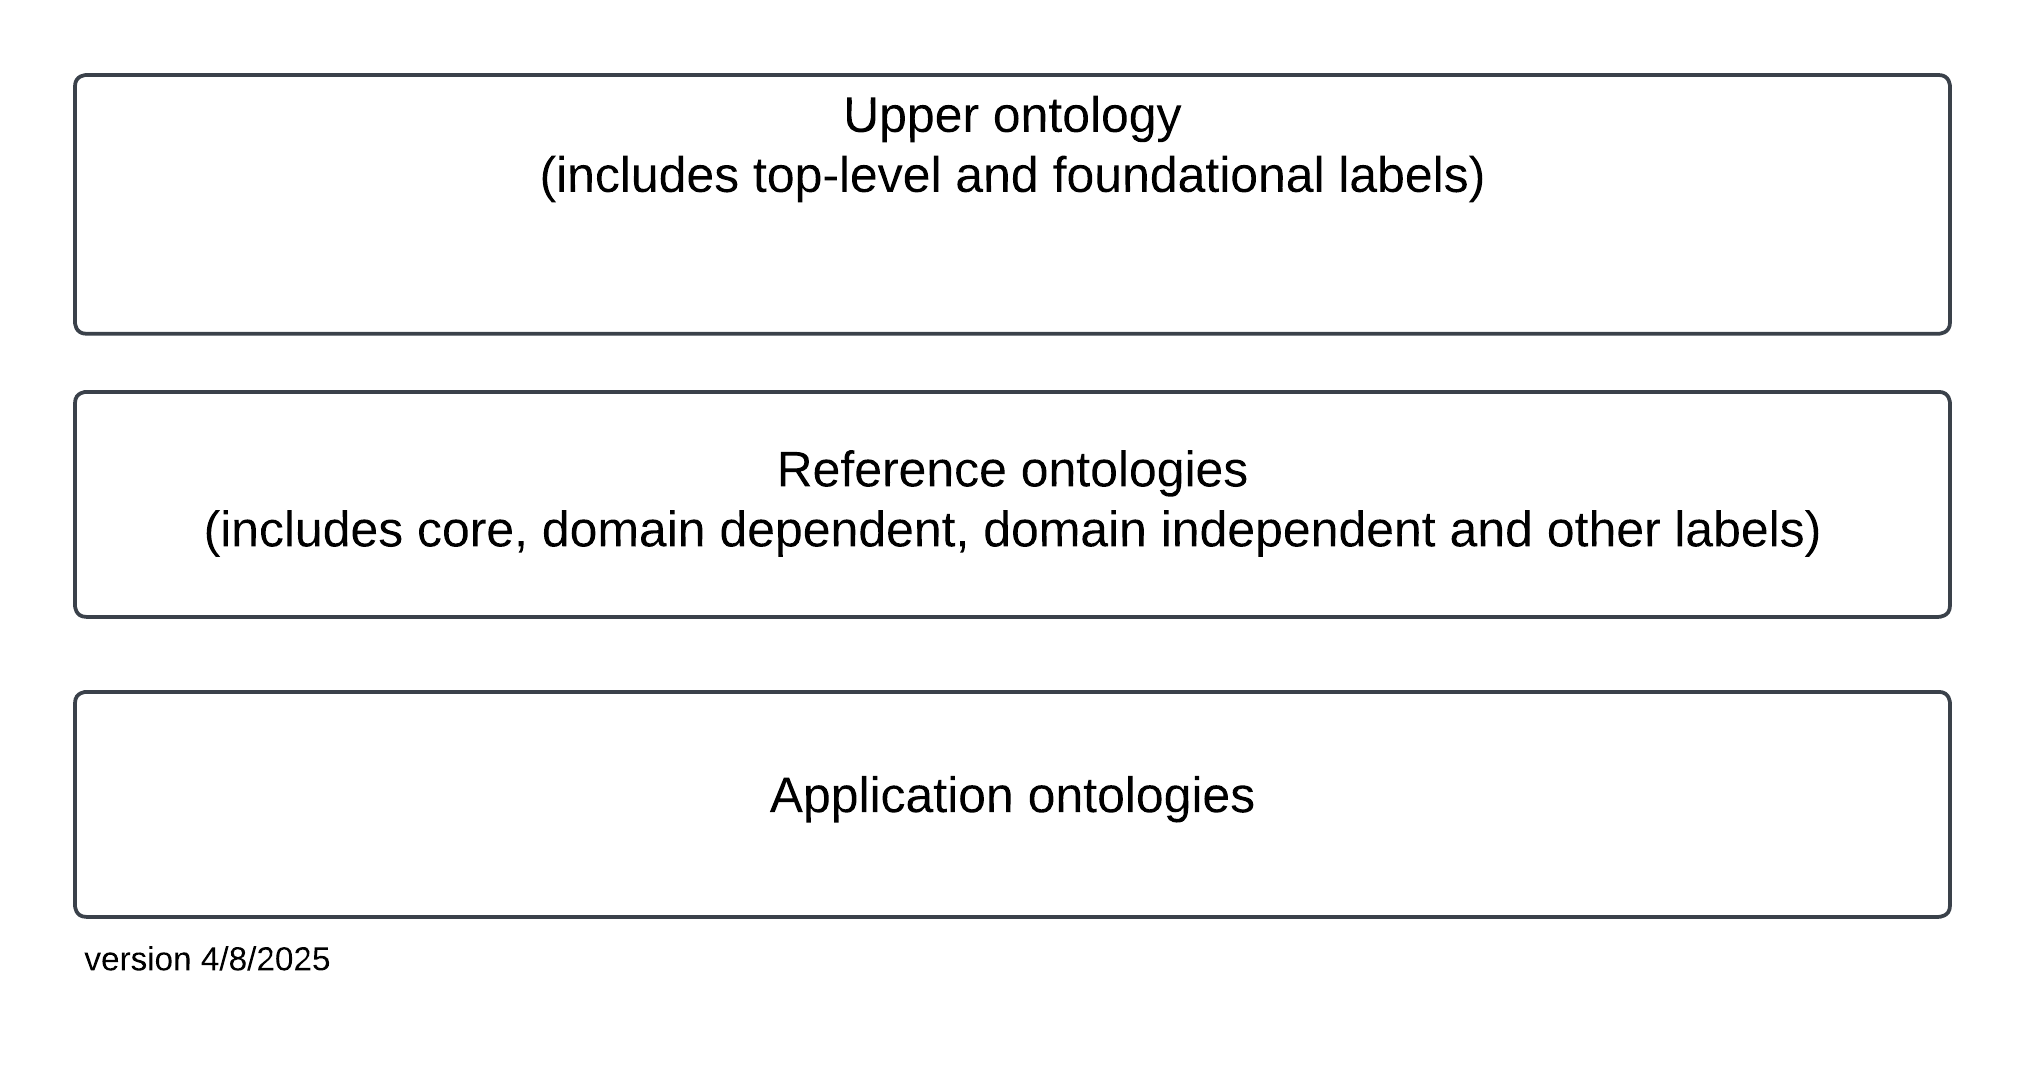 Upper ontology
(includes top-level and foundational labels)
Reference ontologies
(includes core, domain dependent, domain independent and other labels)
Application ontologies
version 4/8/2025